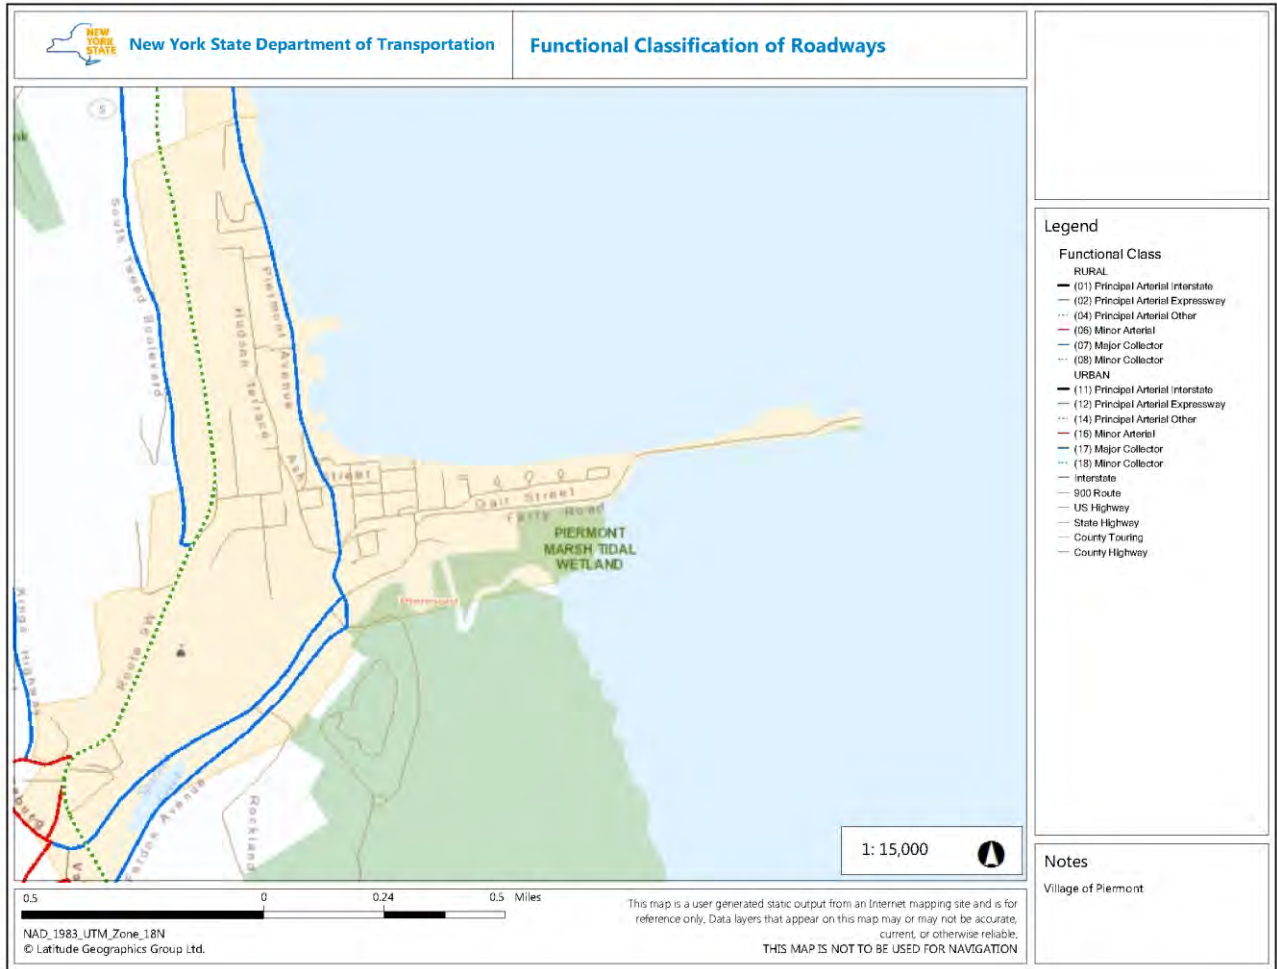 NEW
YORK
STATE
New York State Department of Transportation
Functional Classification of Roadways
5
South Tweed Boulevard
Piermont Avenue
Hudson Terrace
Ash Street
Gair Street
Ferry Road
PIERMONT
MARSH TIDAL
WETLAND
Piermont
Kings Highway
Route 9W
Rockland
Avenue
1: 15,000
Legend
Functional Class
RURAL
(01) Principal Arterial Interstate
(02) Principal Arterial Expressway
(04) Principal Arterial Other
(06) Minor Arterial
(07) Major Collector
(08) Minor Collector
URBAN
(11) Principal Arterial Interstate
(12) Principal Arterial Expressway
(14) Principal Arterial Other
(16) Minor Arterial
(17) Major Collector
(18) Minor Collector
Interstate
900 Route
US Highway
State Highway
County Touring
County Highway
Notes
Village of Piermont
0.5 0 0.24 0.5 Miles
NAD_1983_UTM_Zone_18N
© Latitude Geographics Group Ltd.
This map is a user generated static output from an Internet mapping site and is for
reference only. Data layers that appear on this map may or may not be accurate,
current, or otherwise reliable.
THIS MAP IS NOT TO BE USED FOR NAVIGATION